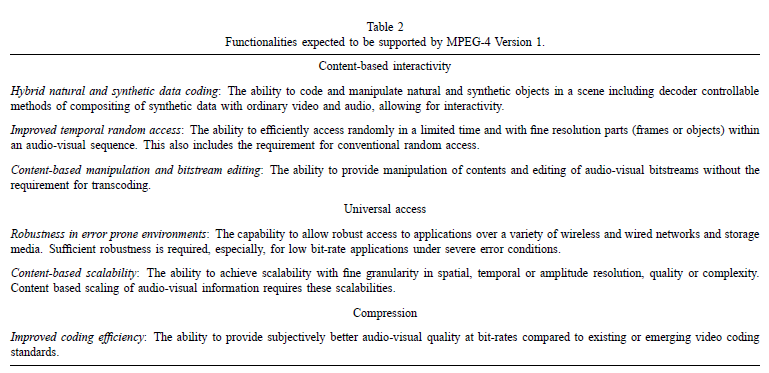 Table 2
Functionalities expected to be supported by MPEG-4 Version 1.
Content-based interactivity
Hybrid natural and synthetic data coding: The ability to code and manipulate natural and synthetic objects in a scene including decoder controllable
methods of compositing of synthetic data with ordinary video and audio, allowing for interactivity.
Improved temporal random access: The ability to efficiently access randomly in a limited time and with fine resolution parts (frames or objects) within
an audio-visual sequence. This also includes the requirement for conventional random access.
Content-based manipulation and bitstream editing: The ability to provide manipulation of contents and editing of audio-visual bitstreams without the
requirement for transcoding.
Universal access
Robustness in error prone environments: The capability to allow robust access to applications over a variety of wireless and wired networks and storage
media. Sufficient robustness is required, especially, for low bit-rate applications under severe error conditions.
Content-based scalability: The ability to achieve scalability with fine granularity in spatial, temporal or amplitude resolution, quality or complexity.
Content based scaling of audio-visual information requires these scalabilities.
Compression
Improved coding efficiency: The ability to provide subjectively better audio-visual quality at bit-rates compared to existing or emerging video coding
standards.